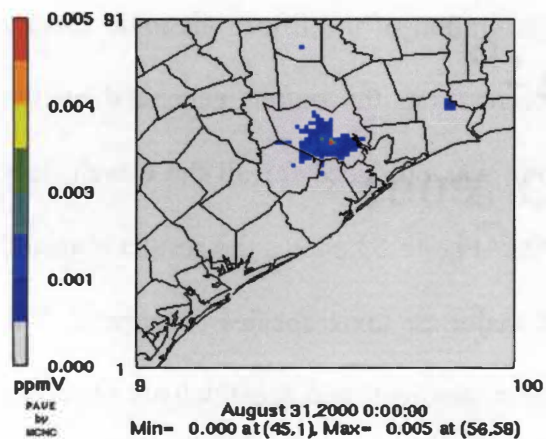 0.005
0.004
0.003
0.001
0.000
ppmV
PAVE
by
MCNC
91
1
9
100
August 31,2000 0:00:00
Min= 0.000 at (45,1), Max= 0.005 at (56,58)